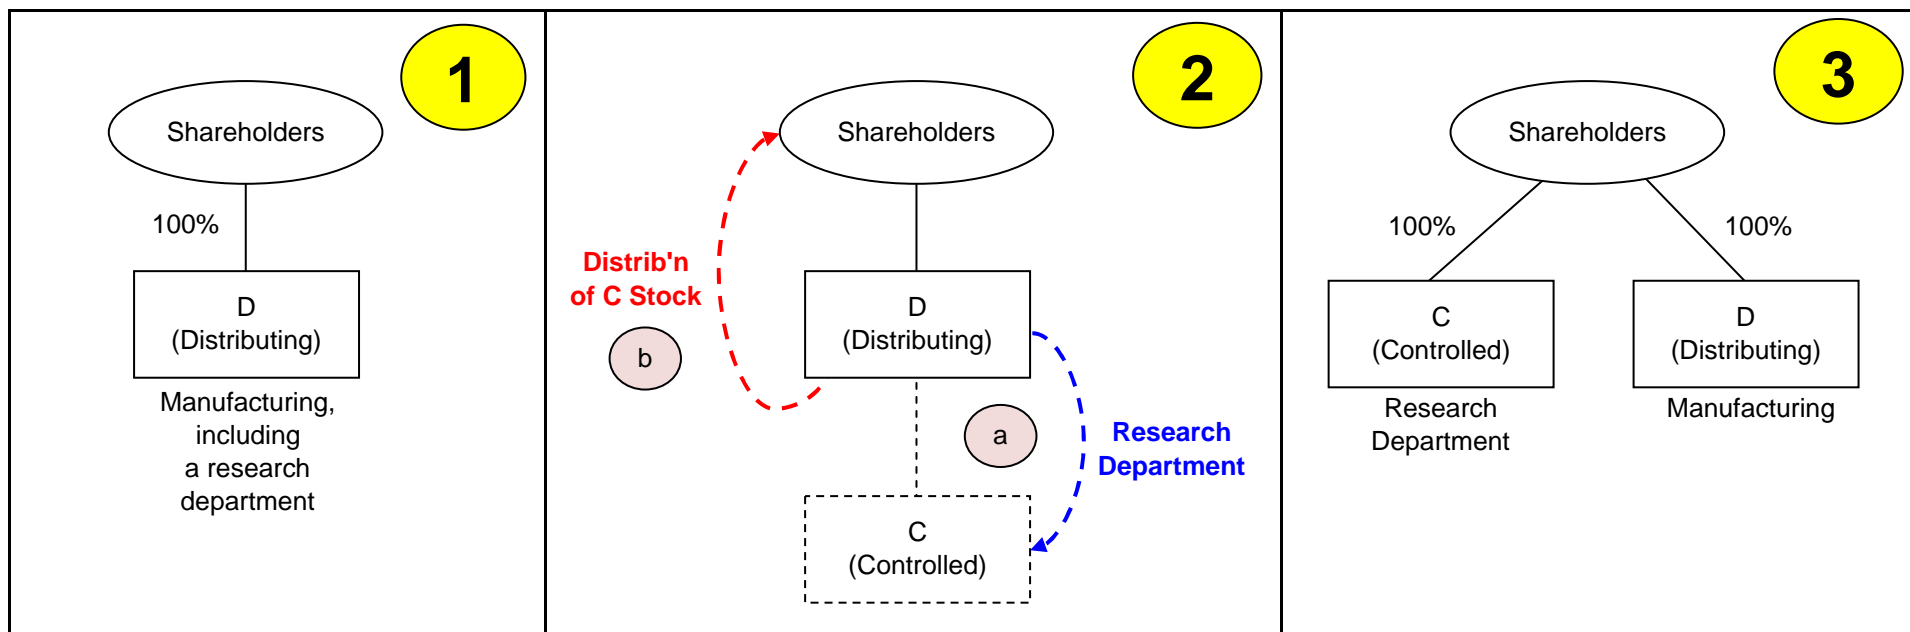 1
Shareholders
100%
D
(Distributing)
Manufacturing,
including
a research
department
2
Shareholders
Distrib'n
of C Stock
b
D
(Distributing)
a
Research
Department
C
(Controlled)
3
Shareholders
100%
100%
C
(Controlled)
Research
Department
D
(Distributing)
Manufacturing